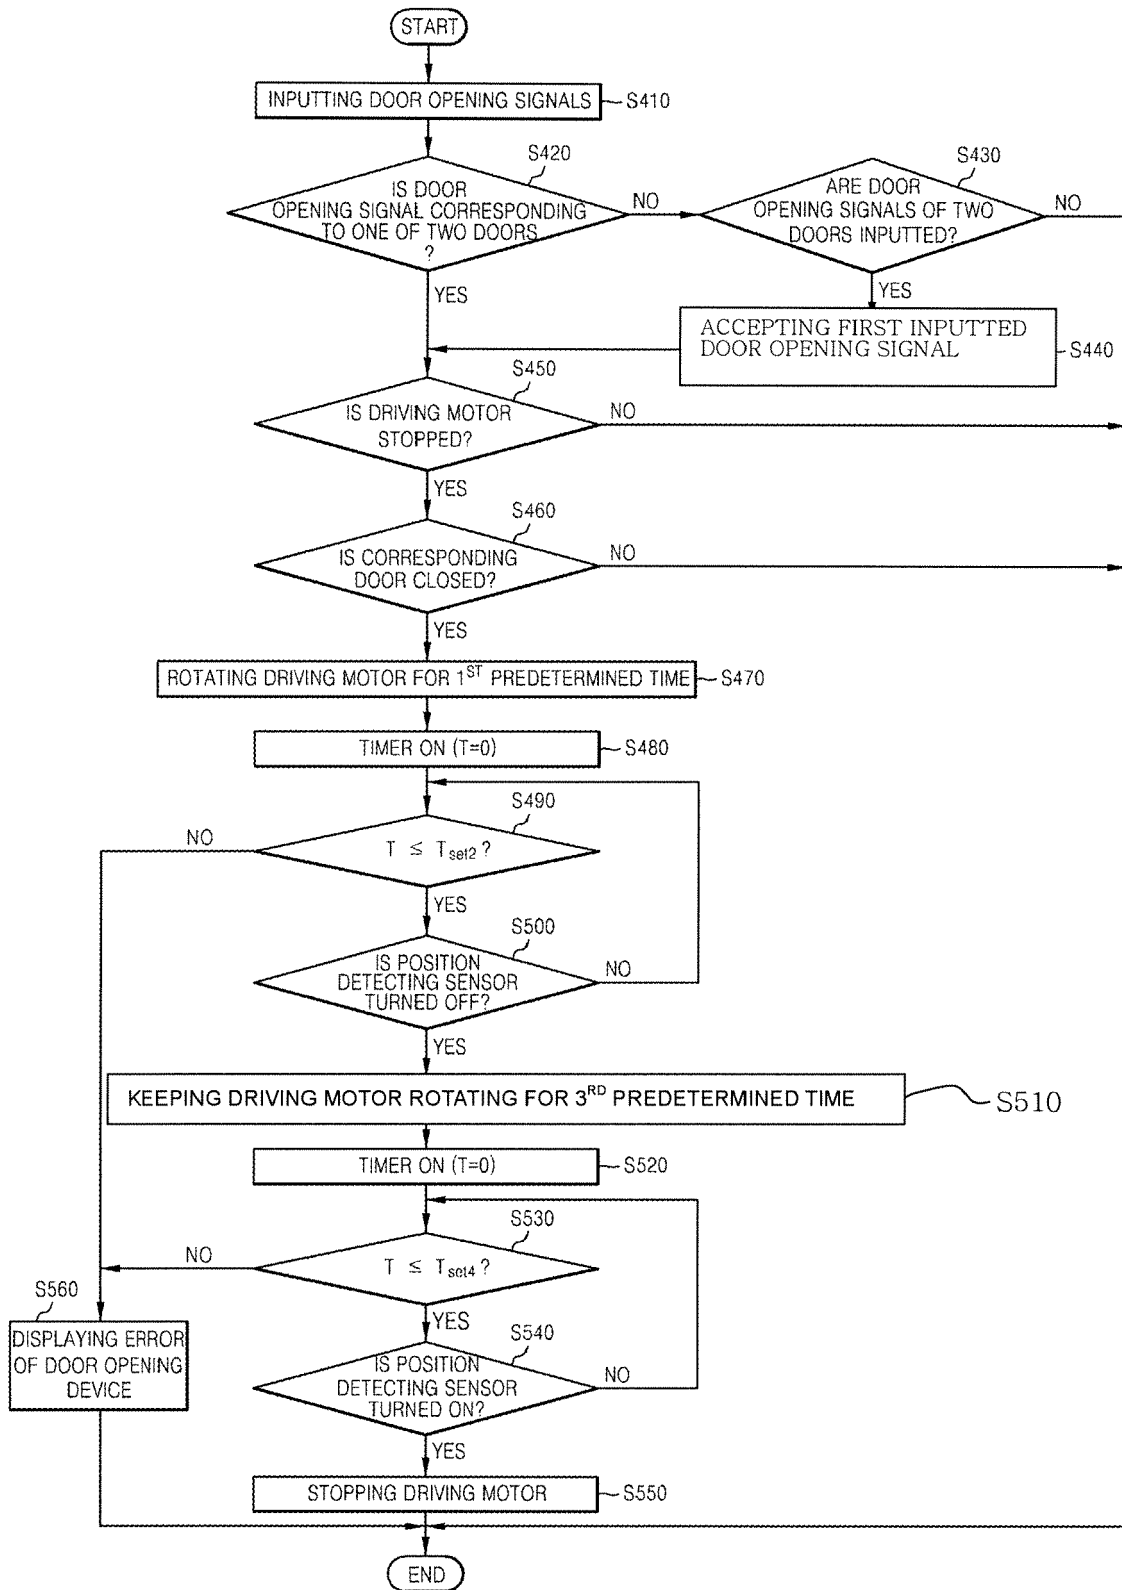 START
INPUTTING DOOR OPENING SIGNALS
S410
S420
IS DOOR
OPENING SIGNAL CORRESPONDING
TO ONE OF TWO DOORS
?
NO
YES
S430
ARE DOOR
OPENING SIGNALS OF TWO
DOORS INPUTTED?
NO
YES
ACCEPTING FIRST INPUTTED
DOOR OPENING SIGNAL
S440
S450
IS DRIVING MOTOR
STOPPED?
NO
YES
S460
IS CORRESPONDING
DOOR CLOSED?
NO
YES
ROTATING DRIVING MOTOR FOR 1ST PREDETERMINED TIME
S470
TIMER ON (T=0)
S480
S490
NO
T ≤ Tset2 ?
YES
S500
IS POSITION
DETECTING SENSOR
TURNED OFF?
NO
YES
KEEPING DRIVING MOTOR ROTATING FOR 3RD PREDETERMINED TIME
S510
TIMER ON (T=0)
S520
S530
NO
T ≤ Tset4 ?
YES
S560
DISPLAYING ERROR
OF DOOR OPENING
DEVICE
S540
IS POSITION
DETECTING SENSOR
TURNED ON?
NO
YES
STOPPING DRIVING MOTOR
S550
END